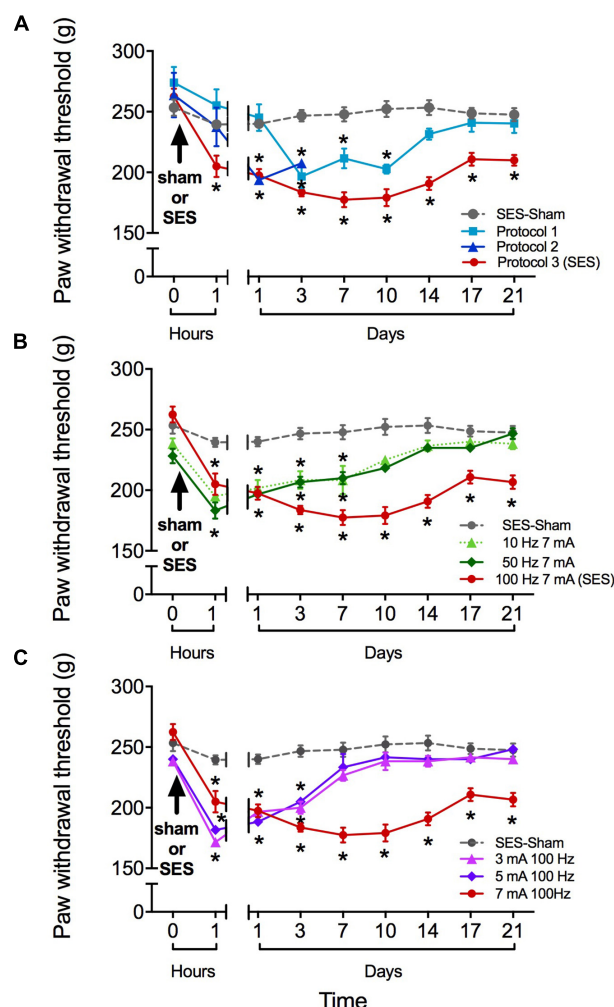 A
Paw withdrawal threshold (g)
300
250
200
150
0
sham
or
SES
* * * * * * * * * * * *
SES-Sham
Protocol 1
Protocol 2
Protocol 3 (SES)
0 1 1 3 7 10 14 17 21
Hours Days
B
Paw withdrawal threshold (g)
300
250
200
150
0
sham
or
SES
* * * * * * * * * * * * * *
SES-Sham
10 Hz 7 mA
50 Hz 7 mA
100 Hz 7 mA (SES)
0 1 1 3 7 10 14 17 21
Hours Days
C
Paw withdrawal threshold (g)
300
250
200
150
0
sham
or
SES
* * * * * * * * * * * * *
SES-Sham
3 mA 100 Hz
5 mA 100 Hz
7 mA 100Hz
0 1 1 3 7 10 14 17 21
Hours Days
Time